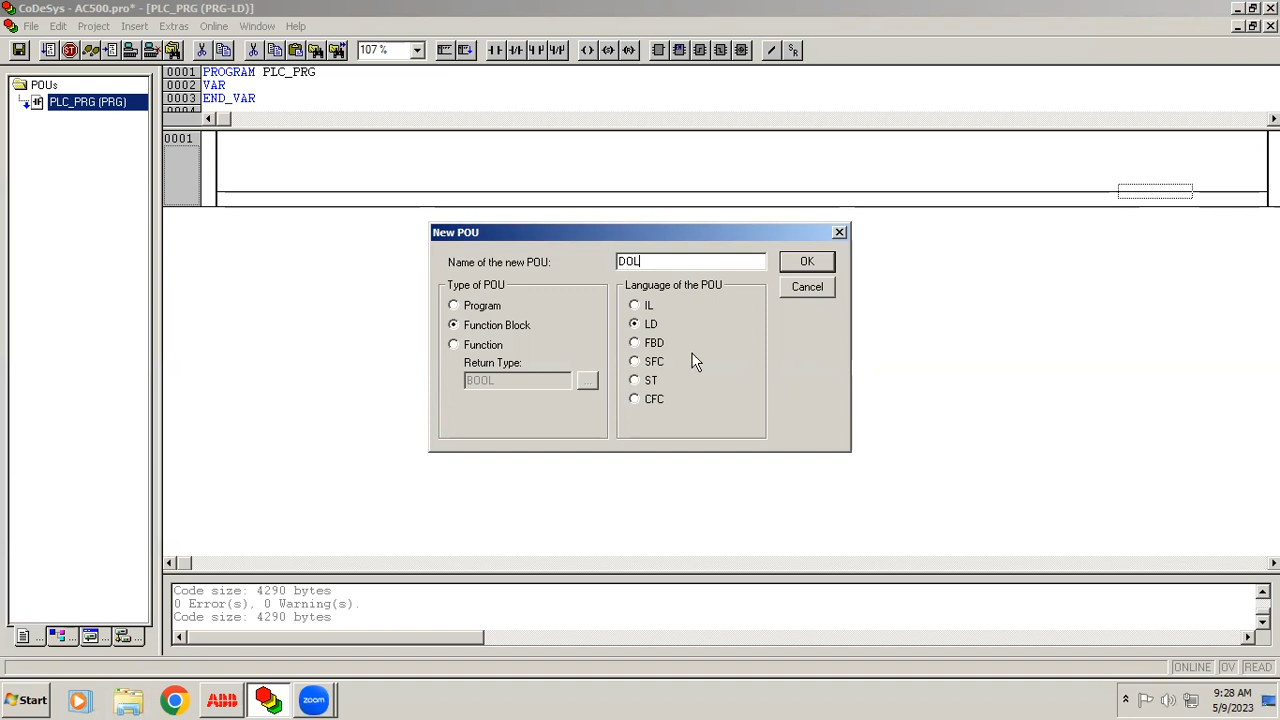 CoDeSys - AC500.pro* - [PLC_PRG (PRG-LD)]
File Edit Project Insert Extras Online Window Help
107 %
POUs
PLC_PRG (PRG)
0001 PROGRAM PLC_PRG
0002 VAR
0003 END_VAR
0004
0001
New POU
Name of the new POU: DOL OK
Type of POU Language of the POU Cancel
Program IL
Function Block LD
Function FBD
Return Type: SFC
BOOL ... ST
CFC
Code size: 4290 bytes
0 Error(s), 0 Warning(s).
Code size: 4290 bytes
ONLINE OV READ
Start ABB zoom 9:28 AM
5/9/2023